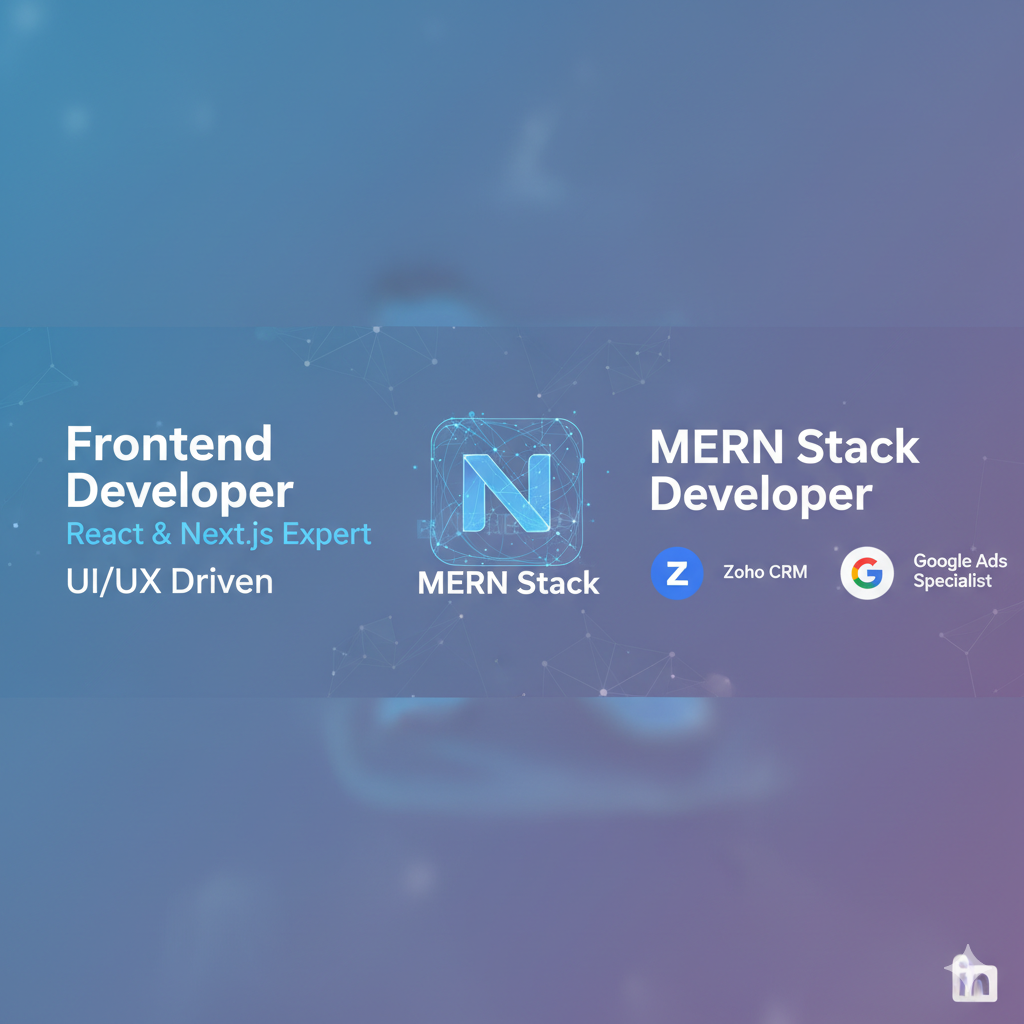 Frontend
Developer
React & Next.js Expert
UI/UX Driven
N
MERN Stack
MERN Stack
Developer
Z
Zoho CRM
G
Google Ads
Specialist
in